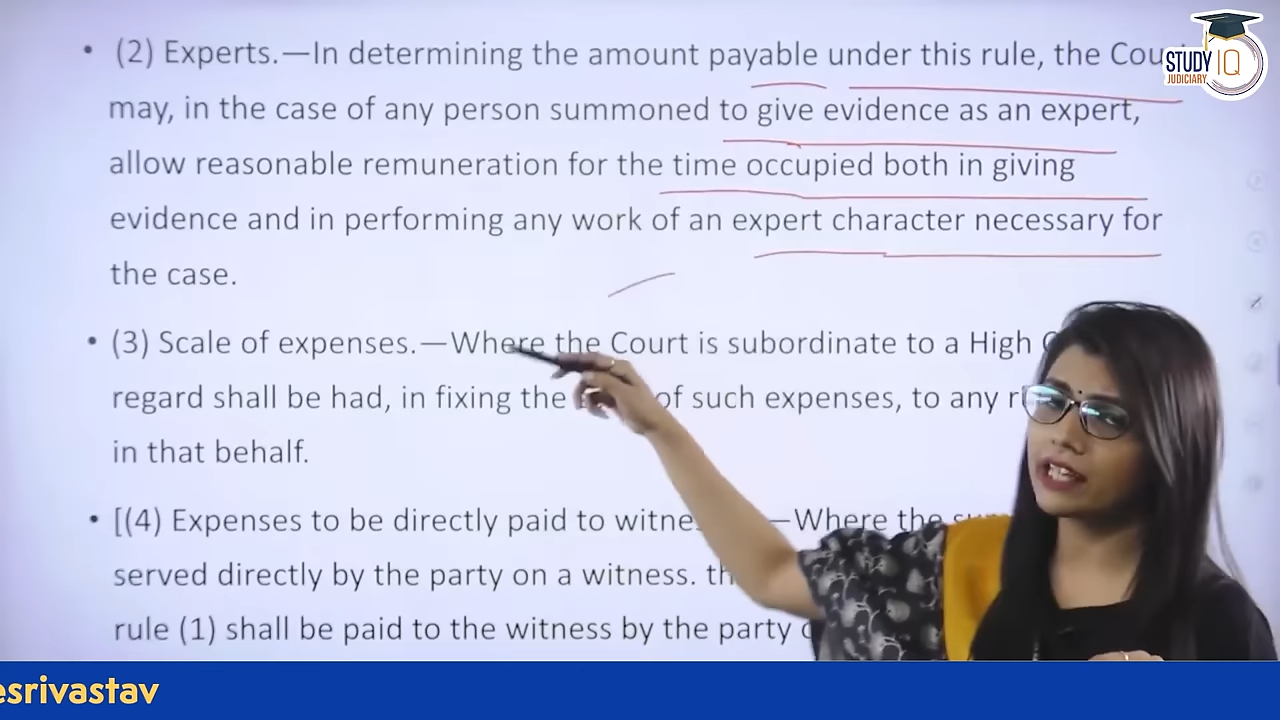 • (2) Experts.—In determining the amount payable under this rule, the Cou
may, in the case of any person summoned to give evidence as an expert,
allow reasonable remuneration for the time occupied both in giving
evidence and in performing any work of an expert character necessary for
the case.
• (3) Scale of expenses.—Where the Court is subordinate to a High
regard shall be had, in fixing the of such expenses, to any
in that behalf.
• [(4) Expenses to be directly paid to —Where the
served directly by the party on a witness.
rule (1) shall be paid to the witness by the party
STUDY IQ
JUDICIARY
esrivastav